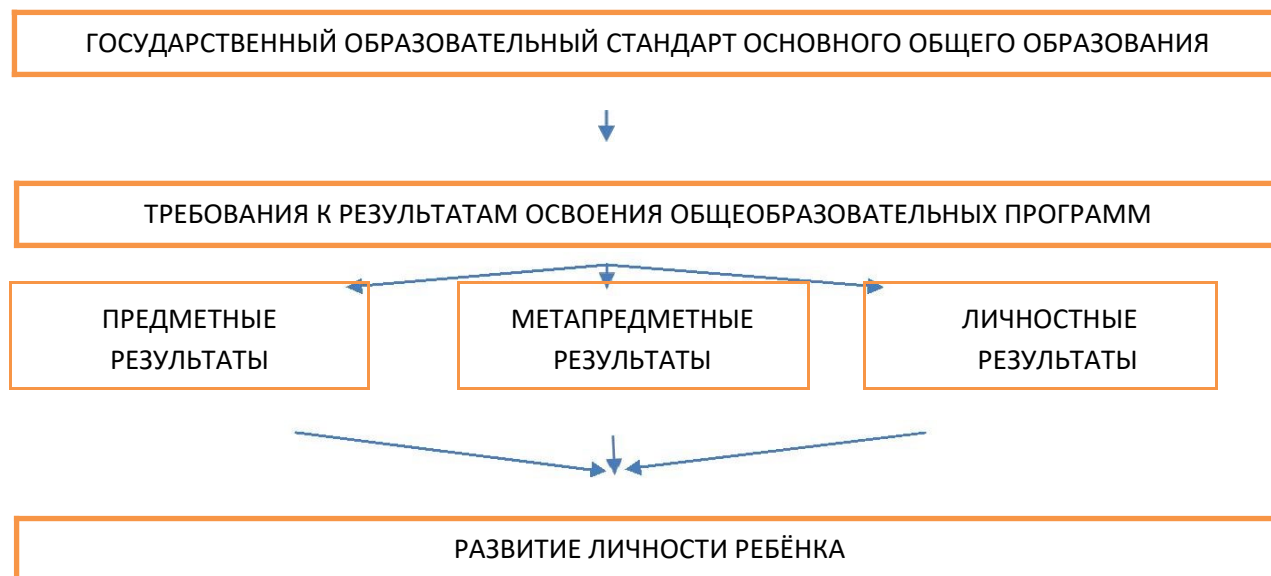 ГОСУДАРСТВЕННЫЙ ОБРАЗОВАТЕЛЬНЫЙ СТАНДАРТ ОСНОВНОГО ОБЩЕГО ОБРАЗОВАНИЯ
ТРЕБОВАНИЯ К РЕЗУЛЬТАТАМ ОСВОЕНИЯ ОБЩЕОБРАЗОВАТЕЛЬНЫХ ПРОГРАММ
ПРЕДМЕТНЫЕ
РЕЗУЛЬТАТЫ
МЕТАПРЕДМЕТНЫЕ
РЕЗУЛЬТАТЫ
ЛИЧНОСТНЫЕ
РЕЗУЛЬТАТЫ
РАЗВИТИЕ ЛИЧНОСТИ РЕБЁНКА